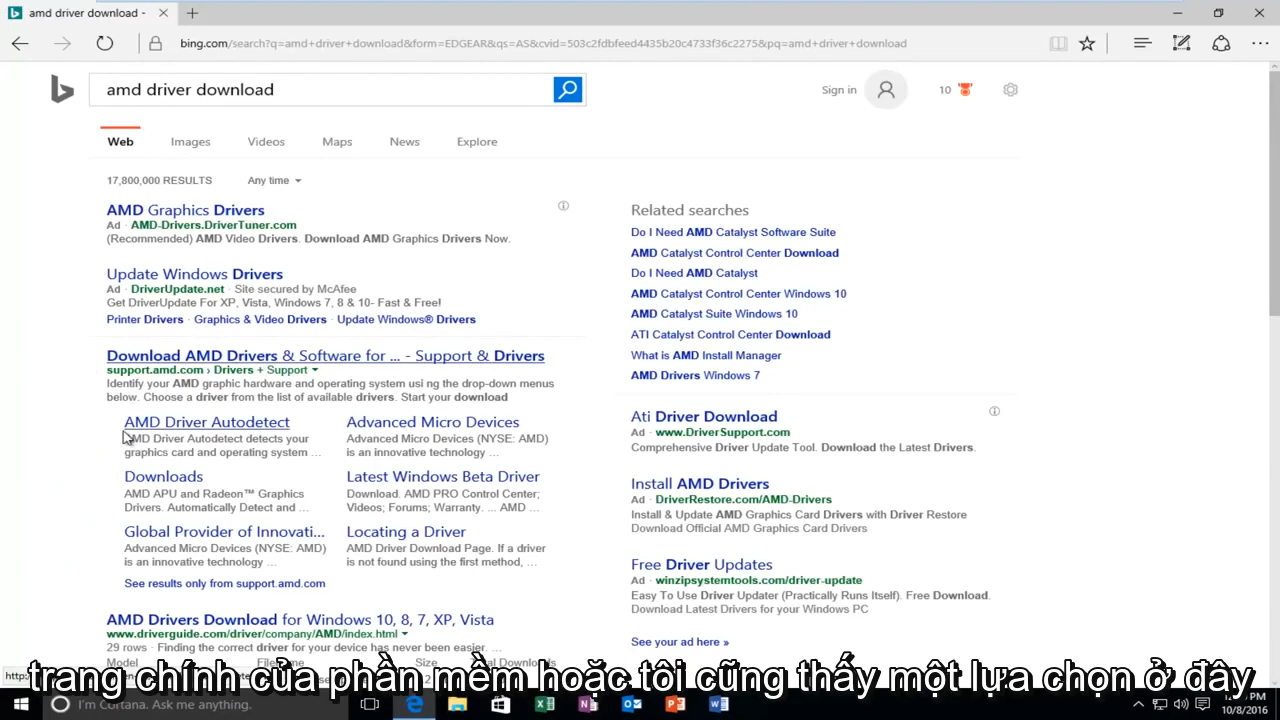 amd driver download -
bing.com/search?q=amd+driver+download&form=EDGEAR&qs=AS&cvid=503c2fdbfeed4435b20c4733f36c2275&pq=amd+driver+download
amd driver download
Sign in
10
Web
Images
Videos
Maps
News
Explore
17,800,000 RESULTS
Any time
AMD Graphics Drivers
Ad · AMD-Drivers.DriverTuner.com
(Recommended) AMD Video Drivers. Download AMD Graphics Drivers Now.
Update Windows Drivers
Ad · DriverUpdate.net · Site secured by McAfee
Get DriverUpdate For XP, Vista, Windows 7, 8 & 10- Fast & Free!
Printer Drivers · Graphics & Video Drivers · Update Windows® Drivers
Download AMD Drivers & Software for ... - Support & Drivers
support.amd.com › Drivers + Support
Identify your AMD graphic hardware and operating system using the drop-down menus
below. Choose a driver from the list of available drivers. Start your download
AMD Driver Autodetect
AMD Driver Autodetect detects your
graphics card and operating system ...
Advanced Micro Devices
Advanced Micro Devices (NYSE: AMD)
is an innovative technology ...
Downloads
AMD APU and Radeon™ Graphics
Drivers. Automatically Detect and ...
Latest Windows Beta Driver
Download. AMD PRO Control Center;
Videos; Forums; Warranty. ... AMD ...
Global Provider of Innovati...
Advanced Micro Devices (NYSE: AMD)
is an innovative technology ...
Locating a Driver
AMD Driver Download Page. If a driver
is not found using the first method, ...
See results only from support.amd.com
AMD Drivers Download for Windows 10, 8, 7, XP, Vista
www.driverguide.com/driver/company/AMD/index.html
29 rows · Finding the correct driver for your device has never been easier. ...
Model
Size
Total Downloads
Related searches
Do I Need AMD Catalyst Software Suite
AMD Catalyst Control Center Download
Do I Need AMD Catalyst
AMD Catalyst Control Center Windows 10
AMD Catalyst Suite Windows 10
ATI Catalyst Control Center Download
What is AMD Install Manager
AMD Drivers Windows 7
Ati Driver Download
Ad · www.DriverSupport.com
Comprehensive Driver Update Tool. Download the Latest Drivers.
Install AMD Drivers
Ad · DriverRestore.com/AMD-Drivers
Install & Update AMD Graphics Card Drivers with Driver Restore
Download Official AMD Graphics Card Drivers
Free Driver Updates
Ad · winzipsystemtools.com/driver-update
Easy To Use Driver Updater (Practically Runs Itself). Free Download.
Download Latest Drivers for your Windows PC
See your ad here »
trang chính của phần mềm hoặc tôi cũng thấy một lựa chọn ở đây
I'm Cortana. Ask me anything.
10/8/2016